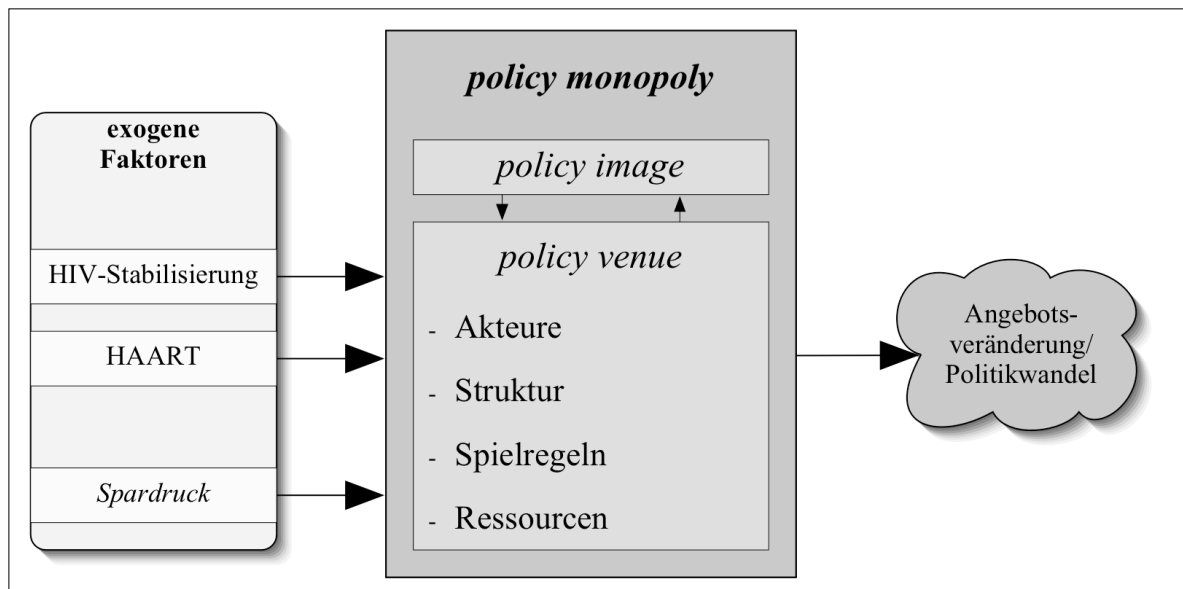 exogene
Faktoren
HIV-Stabilisierung
HAART
Spardruck
policy monopoly
policy image
policy venue
- Akteure
- Struktur
- Spielregeln
- Ressourcen
Angebots-
veränderung/
Politikwandel